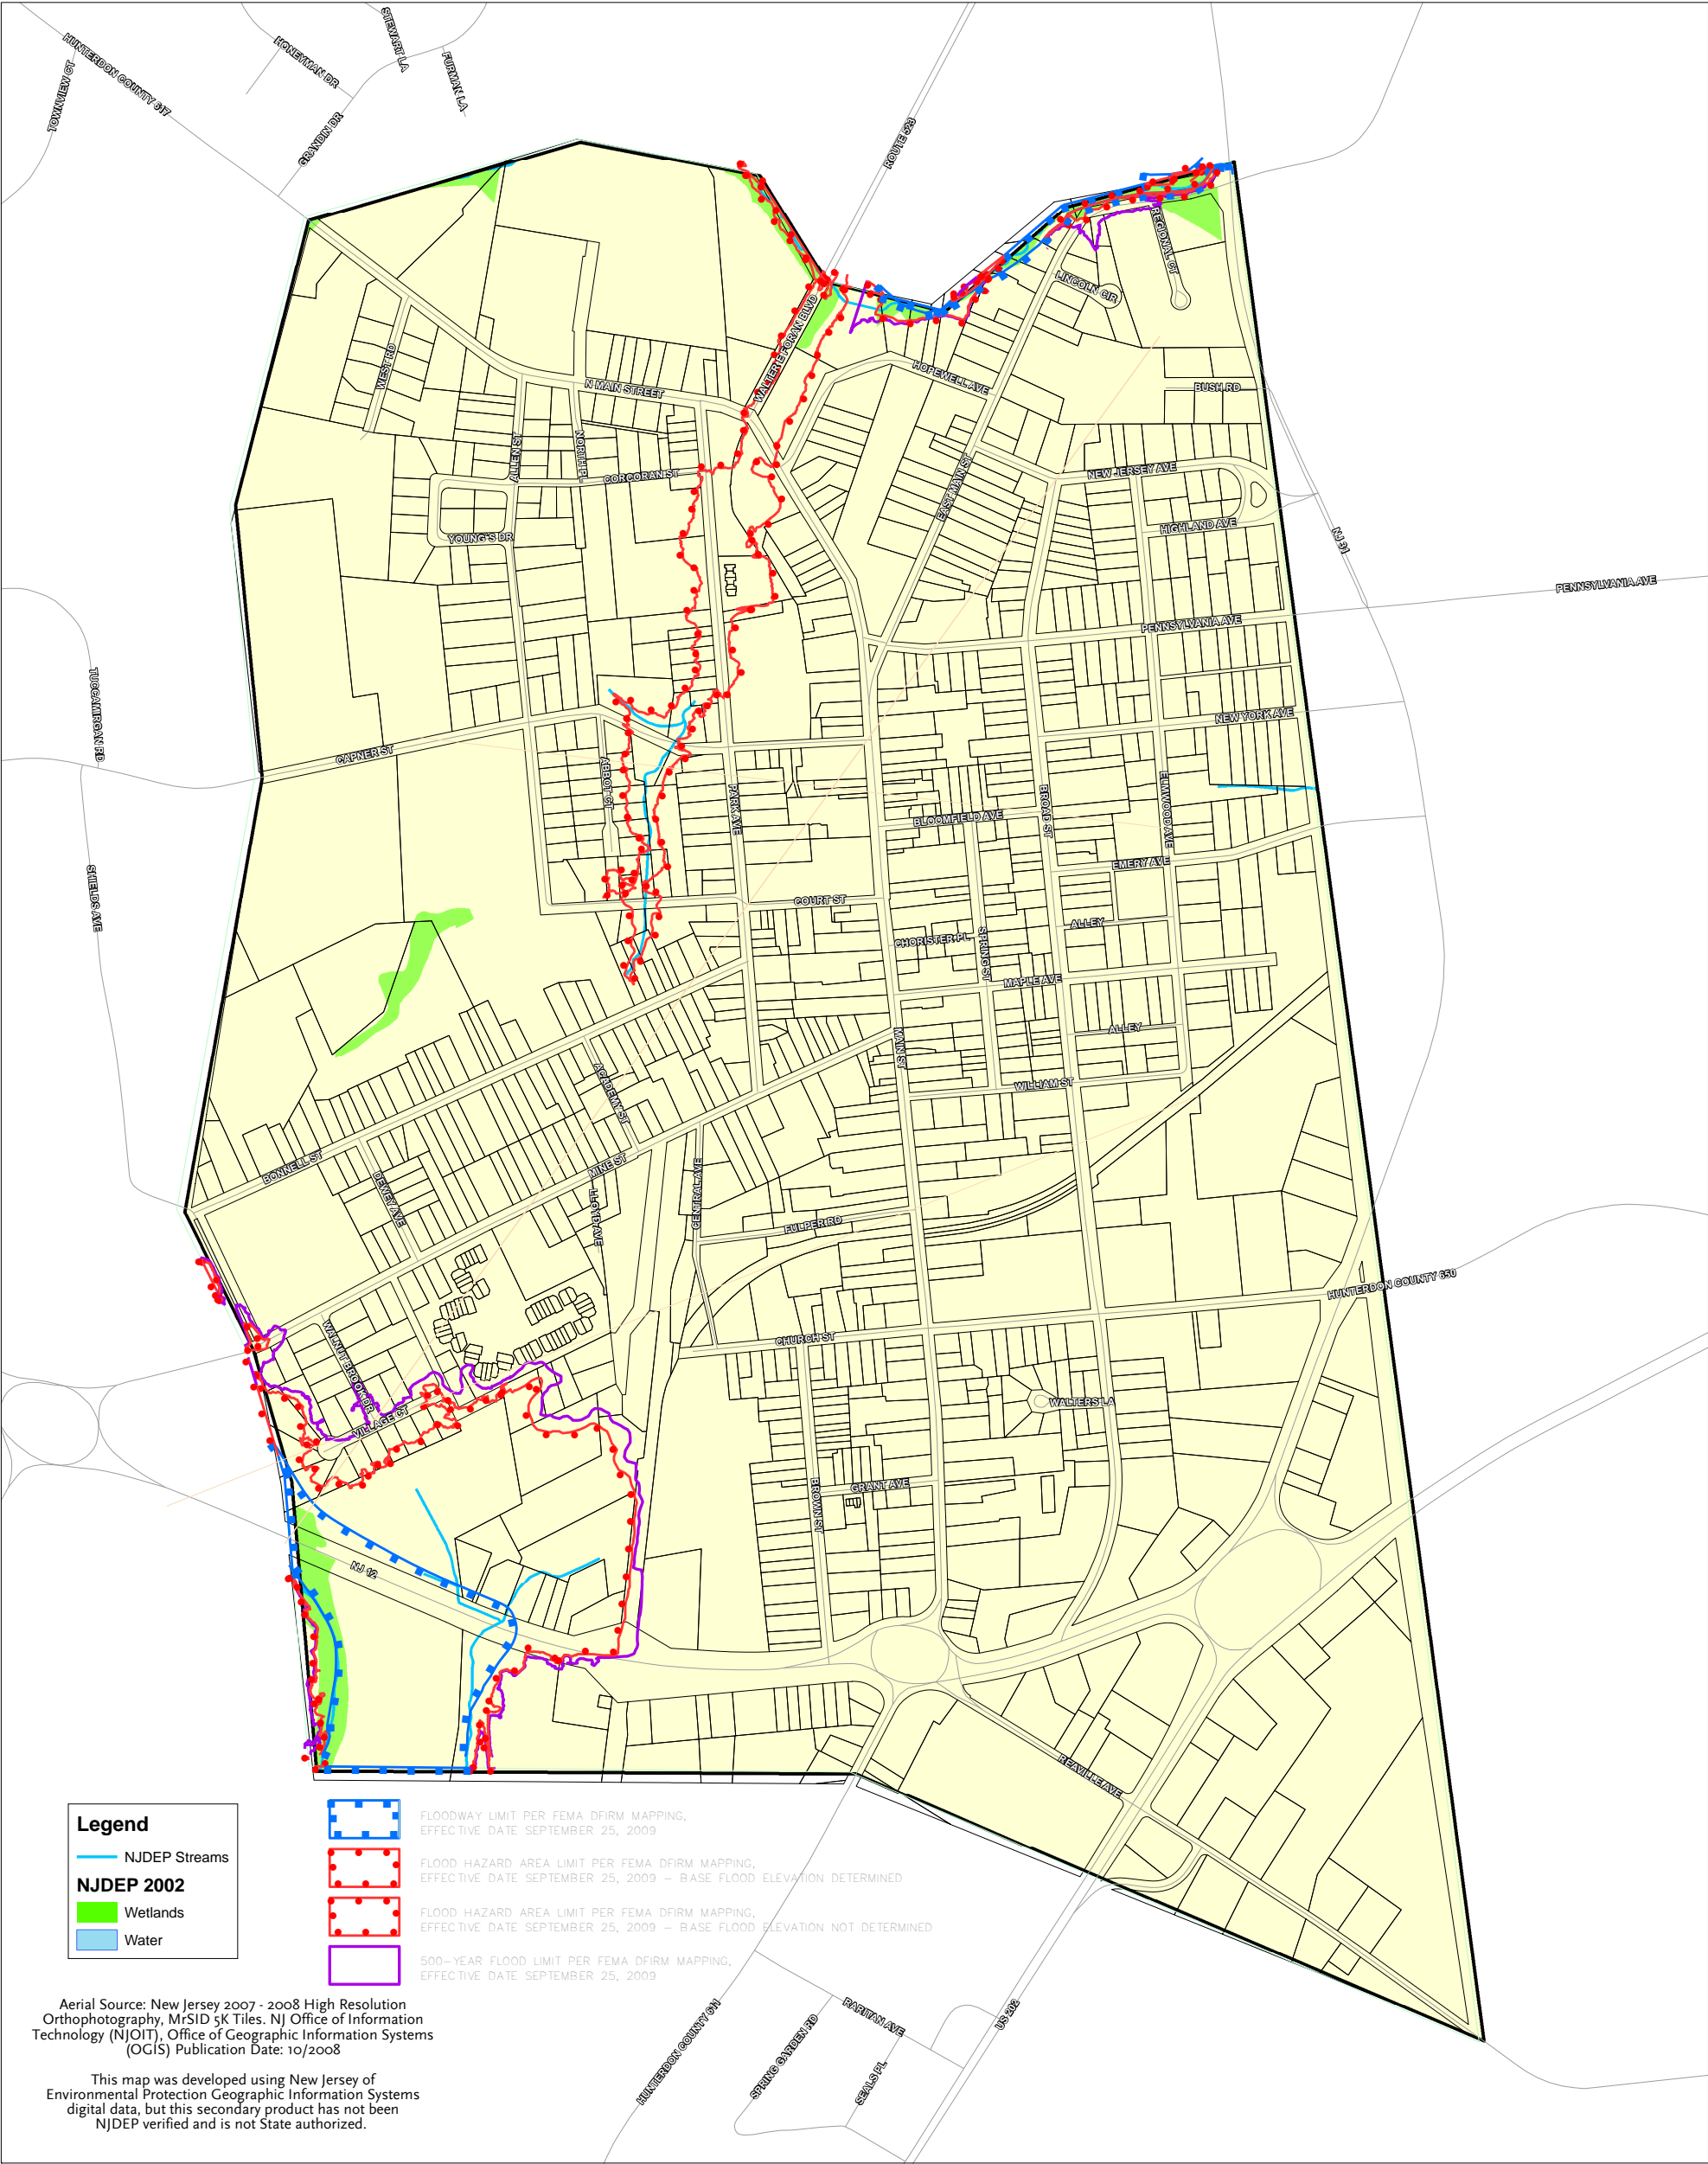 STEWART LA
HONEYMAN DR
HUNTERDON COUNTY 617
FURMAN LA
TOWNVIEW CT
GRANDIN DR
ROUTE 523
REGIONAL CT
LINCOLN CIR
WALTER E FORAN BLVD
WEST RD
N MAIN STREET
HOPEWELL AVE
BUSH RD
ALLEN ST
NORTH PL
CORCORAN ST
EAST MAIN ST
NEW JERSEY AVE
YOUNG'S DR
HIGHLAND AVE
NJ 31
PENNSYLVANIA AVE
PENNSYLVANIA AVE
TUCCAMIRGAN RD
NEW YORK AVE
CAPNER ST
ABBOT CT
PARK AVE
BLOOMFIELD AVE
BROAD ST
ELMWOOD AVE
EMERY AVE
SHIELDS AVE
COURT ST
ALLEY
CHORISTER PL
SPRING ST
MAPLE AVE
ALLEY
MAIN ST
ACADEMY ST
WILLIAM ST
BONNELL ST
MINE ST
DEWEY AVE
LLOYD AVE
CENTRAL AVE
FULPER RD
HUNTERDON COUNTY 650
CHURCH ST
WALNUT BROOK DR
VILLAGE CT
WALTERS LA
BROWN ST
GRANT AVE
NJ 12
REAVILLE AVE
Legend
NJDEP Streams
NJDEP 2002
Wetlands
Water
FLOODWAY LIMIT PER FEMA DFIRM MAPPING,
EFFECTIVE DATE SEPTEMBER 25, 2009
FLOOD HAZARD AREA LIMIT PER FEMA DFIRM MAPPING,
EFFECTIVE DATE SEPTEMBER 25, 2009 – BASE FLOOD ELEVATION DETERMINED
FLOOD HAZARD AREA LIMIT PER FEMA DFIRM MAPPING,
EFFECTIVE DATE SEPTEMBER 25, 2009 – BASE FLOOD ELEVATION NOT DETERMINED
500–YEAR FLOOD LIMIT PER FEMA DFIRM MAPPING,
EFFECTIVE DATE SEPTEMBER 25, 2009
HUNTERDON COUNTY 611
SPRING GARDEN RD
RARITAN AVE
SEALS PL
US 202
Aerial Source: New Jersey 2007 - 2008 High Resolution
Orthophotography, MrSID 5K Tiles. NJ Office of Information
Technology (NJOIT), Office of Geographic Information Systems
(OGIS) Publication Date: 10/2008
This map was developed using New Jersey of
Environmental Protection Geographic Information Systems
digital data, but this secondary product has not been
NJDEP verified and is not State authorized.